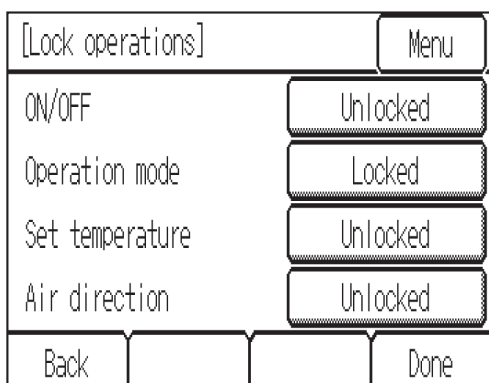 [Lock operations] Menu
ON/OFF Unlocked
Operation mode Locked
Set temperature Unlocked
Air direction Unlocked
Back Done